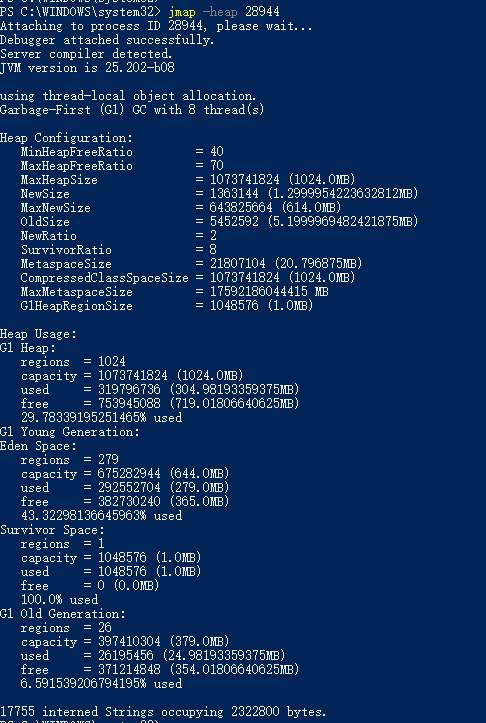 PS C:\WINDOWS\system32> jmap -heap 28944
Attaching to process ID 28944, please wait...
Debugger attached successfully.
Server compiler detected.
JVM version is 25.202-b08
using thread-local object allocation.
Garbage-First (G1) GC with 8 thread(s)
Heap Configuration:
MinHeapFreeRatio = 40
MaxHeapFreeRatio = 70
MaxHeapSize = 1073741824 (1024.0MB)
NewSize = 1363144 (1.2999954223632812MB)
MaxNewSize = 643825664 (614.0MB)
OldSize = 5452592 (5.1999969482421875MB)
NewRatio = 2
SurvivorRatio = 8
MetaspaceSize = 21807104 (20.796875MB)
CompressedClassSpaceSize = 1073741824 (1024.0MB)
MaxMetaspaceSize = 17592186044415 MB
G1HeapRegionSize = 1048576 (1.0MB)
Heap Usage:
G1 Heap:
regions = 1024
capacity = 1073741824 (1024.0MB)
used = 319796736 (304.98193359375MB)
free = 753945088 (719.01806640625MB)
29.78339195251465% used
G1 Young Generation:
Eden Space:
regions = 279
capacity = 675282944 (644.0MB)
used = 292552704 (279.0MB)
free = 382730240 (365.0MB)
43.32298136645963% used
Survivor Space:
regions = 1
capacity = 1048576 (1.0MB)
used = 1048576 (1.0MB)
free = 0 (0.0MB)
100.0% used
G1 Old Generation:
regions = 26
capacity = 397410304 (379.0MB)
used = 26195456 (24.98193359375MB)
free = 371214848 (354.01806640625MB)
6.591539206794195% used
17755 interned Strings occupying 2322800 bytes.